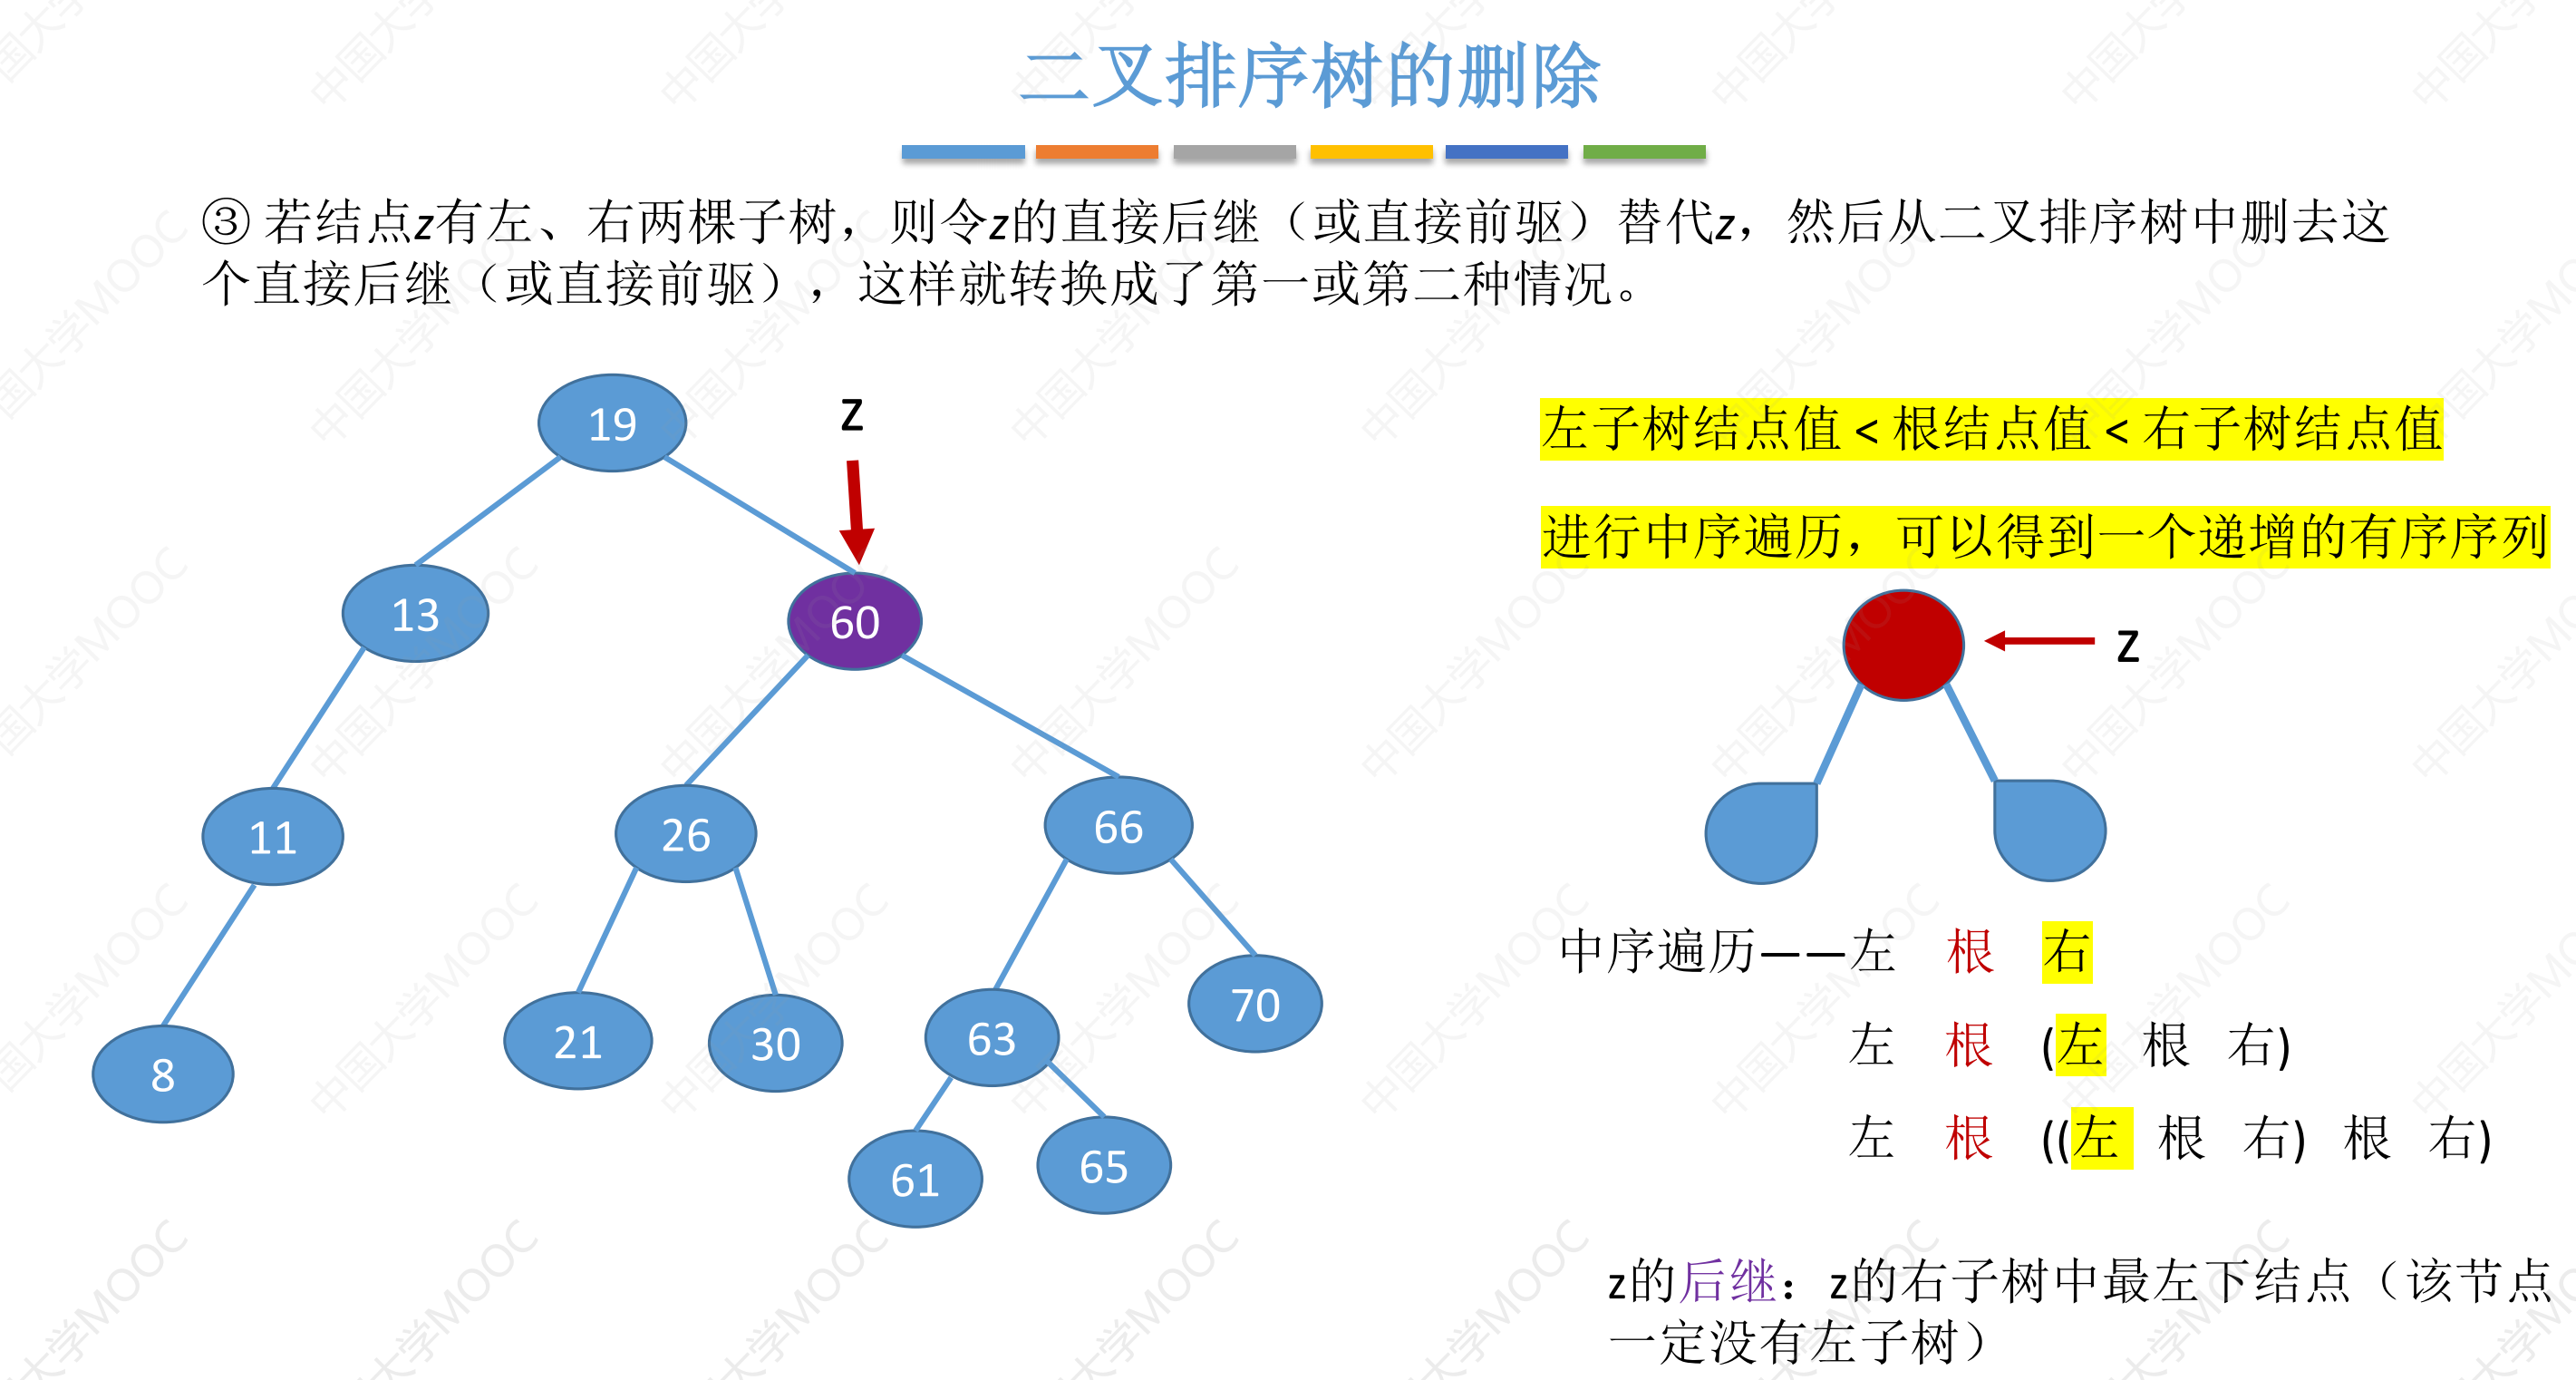 二叉排序树的删除
③ 若结点z有左、右两棵子树，则令z的直接后继（或直接前驱）替代z，然后从二叉排序树中删去这
个直接后继（或直接前驱），这样就转换成了第一或第二种情况。
左子树结点值 < 根结点值 < 右子树结点值
进行中序遍历，可以得到一个递增的有序序列
z
19
13
60
11
26
66
8
21
30
63
70
61
65
z
中序遍历——左 根 右
左 根 (左 根 右)
左 根 ((左 根 右) 根 右)
z的后继：z的右子树中最左下结点（该节点
一定没有左子树）
中国大学MOOC